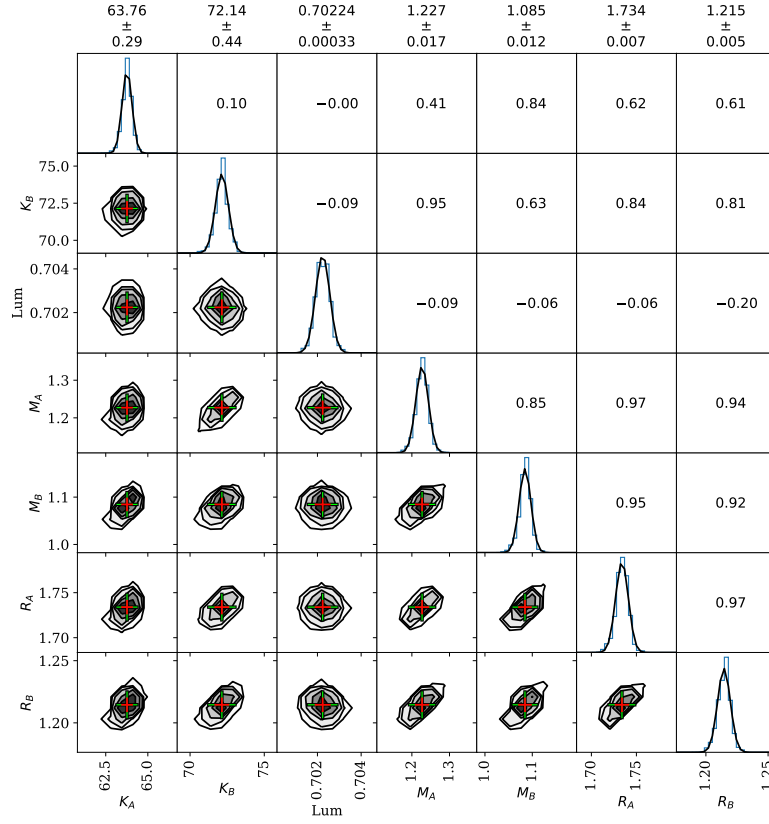 63.76 72.14 0.70224 1.227 1.085 1.734 1.215
± ± ± ± ± ± ±
0.29 0.44 0.00033 0.017 0.012 0.007 0.005
0.10 −0.00 0.41 0.84 0.62 0.61
75.0
K_B 72.5 −0.09 0.95 0.63 0.84 0.81
70.0
0.704
Lum 0.702 −0.09 −0.06 −0.06 −0.20
1.3
M_A 1.2 0.85 0.97 0.94
M_B 1.1 0.95 0.92
1.0
R_A 1.75 0.97
1.70
1.25
R_B 1.20
62.5 65.0 70 75 0.702 0.704 1.2 1.3 1.0 1.1 1.70 1.75 1.20 1.25
K_A K_B Lum M_A M_B R_A R_B